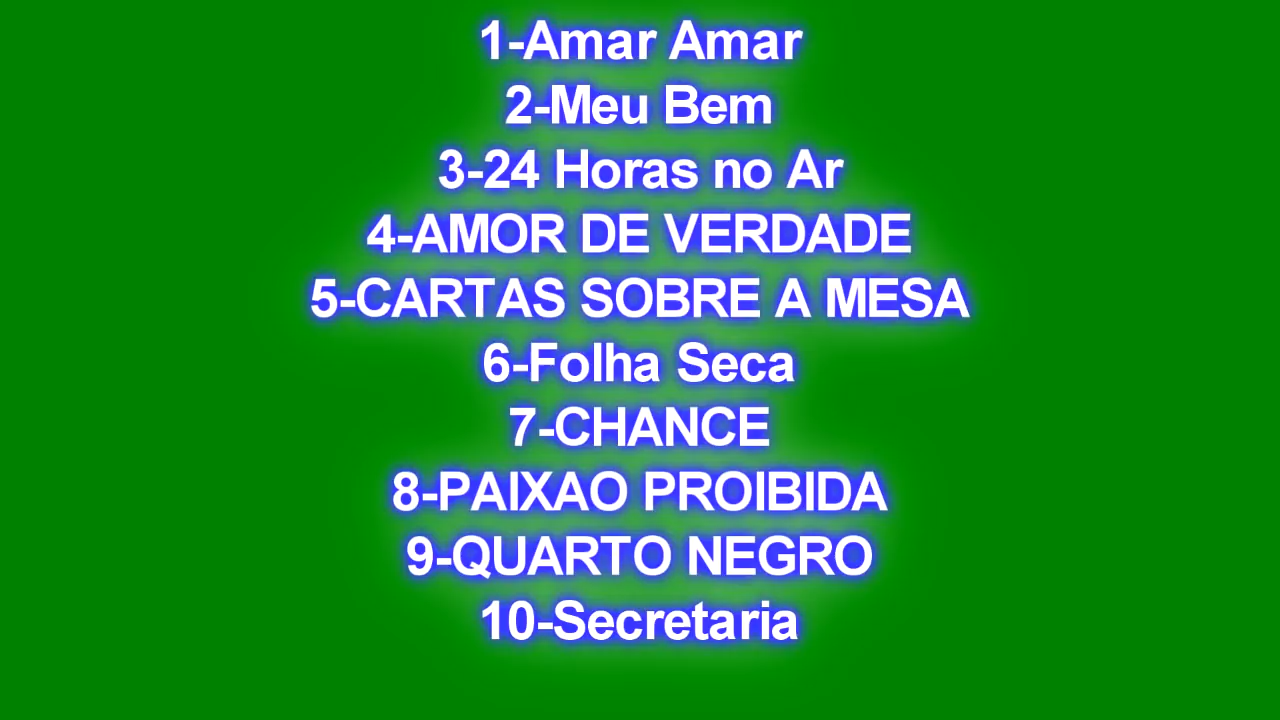 1-Amar Amar
2-Meu Bem
3-24 Horas no Ar
4-AMOR DE VERDADE
5-CARTAS SOBRE A MESA
6-Folha Seca
7-CHANCE
8-PAIXAO PROIBIDA
9-QUARTO NEGRO
10-Secretaria